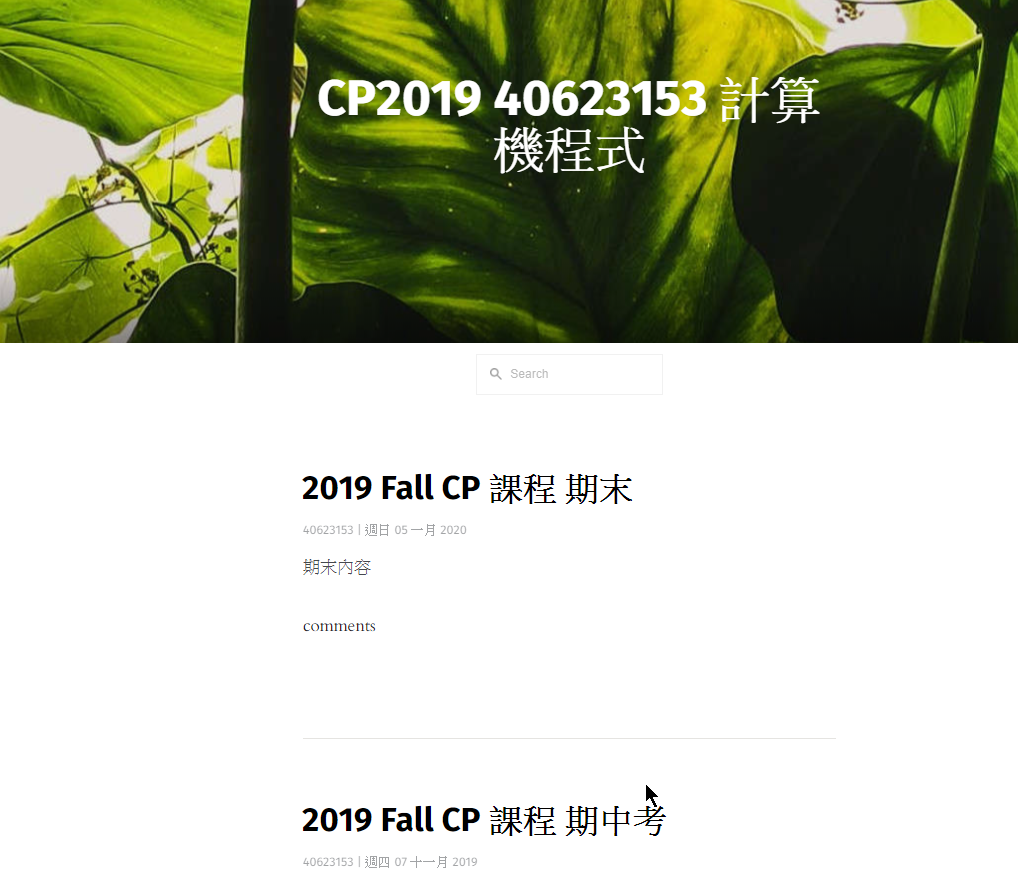 CP2019 40623153 計算
機程式
Search
2019 Fall CP 課程 期末
40623153 | 週日 05 一月 2020
期末內容
comments
2019 Fall CP 課程 期中考
40623153 | 週四 07 十一月 2019